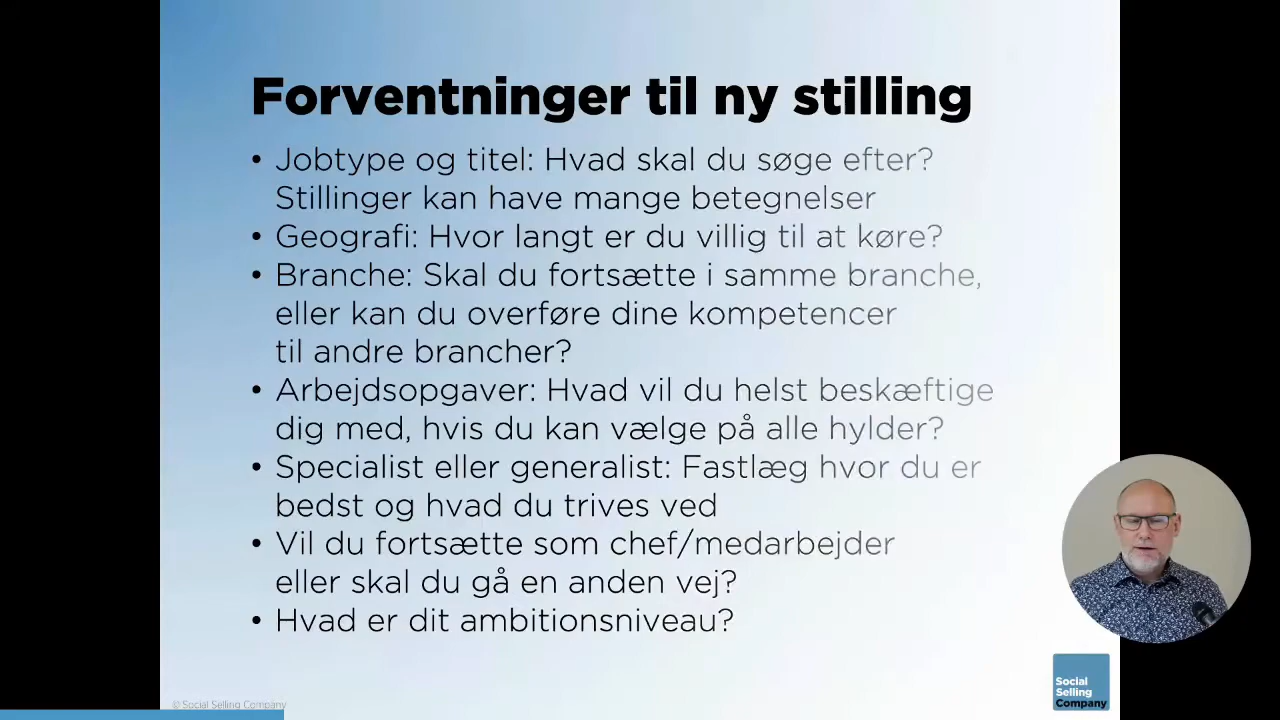 Forventninger til ny stilling
• Jobtype og titel: Hvad skal du søge efter?
Stillinger kan have mange betegnelser
• Geografi: Hvor langt er du villig til at køre?
• Branche: Skal du fortsætte i samme branche,
eller kan du overføre dine kompetencer
til andre brancher?
• Arbejdsopgaver: Hvad vil du helst beskæftige
dig med, hvis du kan vælge på alle hylder?
• Specialist eller generalist: Fastlæg hvor du er
bedst og hvad du trives ved
• Vil du fortsætte som chef/medarbejder
eller skal du gå en anden vej?
• Hvad er dit ambitionsniveau?
© Social Selling Company
Social
Selling
Company